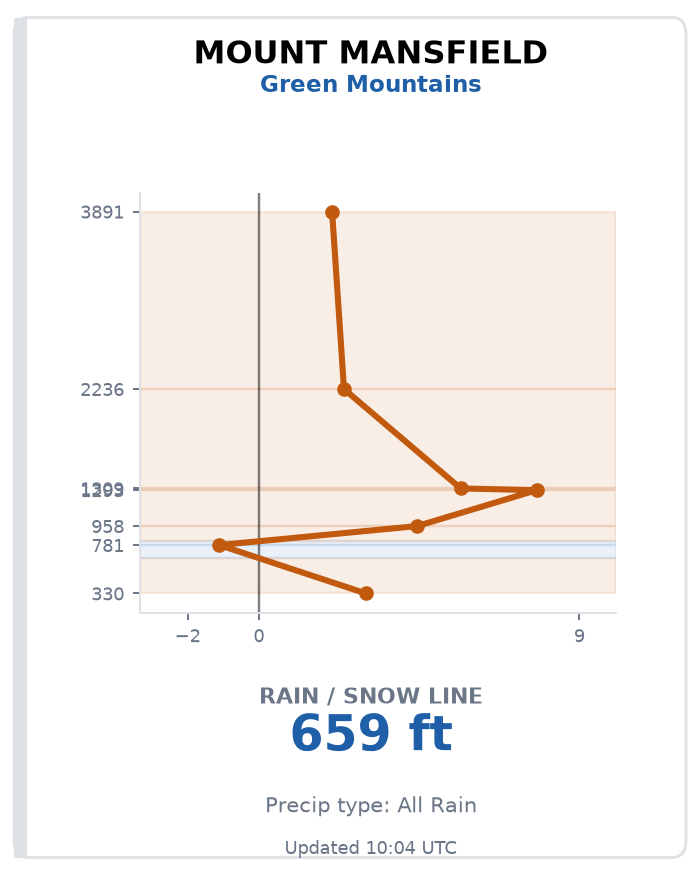 MOUNT MANSFIELD
Green Mountains
3891
2236
958
781
330
−2
0
9
RAIN / SNOW LINE
659 ft
Precip type: All Rain
Updated 10:04 UTC